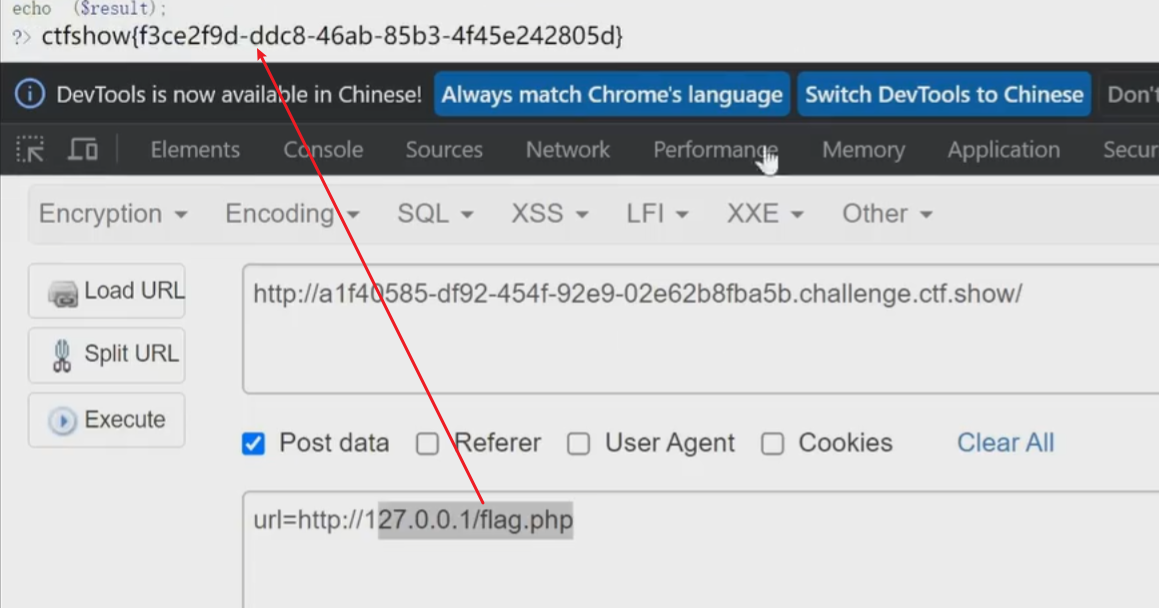 echo ($result);
?> ctfshow{f3ce2f9d-ddc8-46ab-85b3-4f45e242805d}
DevTools is now available in Chinese! Always match Chrome's language Switch DevTools to Chinese Don't
Elements Console Sources Network Performance Memory Application Secur
Encryption Encoding SQL XSS LFI XXE Other
Load URL http://a1f40585-df92-454f-92e9-02e62b8fba5b.challenge.ctf.show/
Split URL
Execute
Post data Referer User Agent Cookies Clear All
url=http://127.0.0.1/flag.php